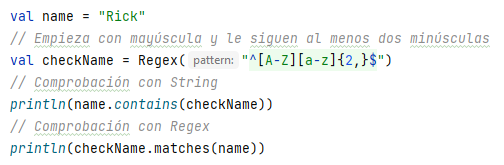 val name = "Rick"
// Empieza con mayúscula y le siguen al menos dos minúsculas
val checkName = Regex( pattern: "^[A-Z][a-z]{2,}$")
// Comprobación con String
println(name.contains(checkName))
// Comprobación con Regex
println(checkName.matches(name))